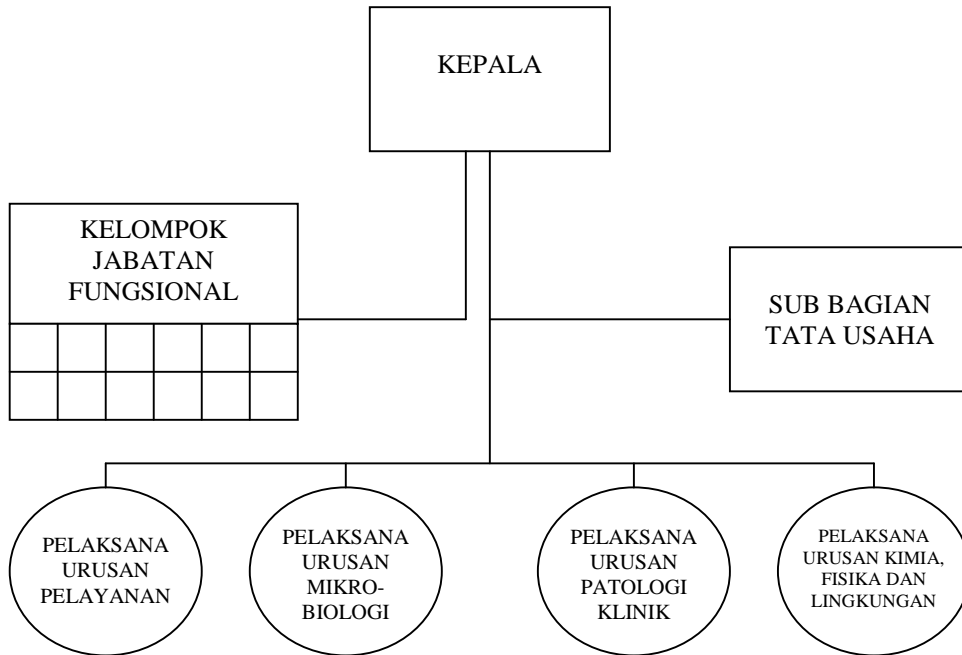 KEPALA
KELOMPOK
JABATAN
FUNGSIONAL
SUB BAGIAN
TATA USAHA
PELAKSANA
URUSAN
PELAYANAN
PELAKSANA
URUSAN
MIKRO-
BIOLOGI
PELAKSANA
URUSAN
PATOLOGI
KLINIK
PELAKSANA
URUSAN KIMIA,
FISIKA DAN
LINGKUNGAN